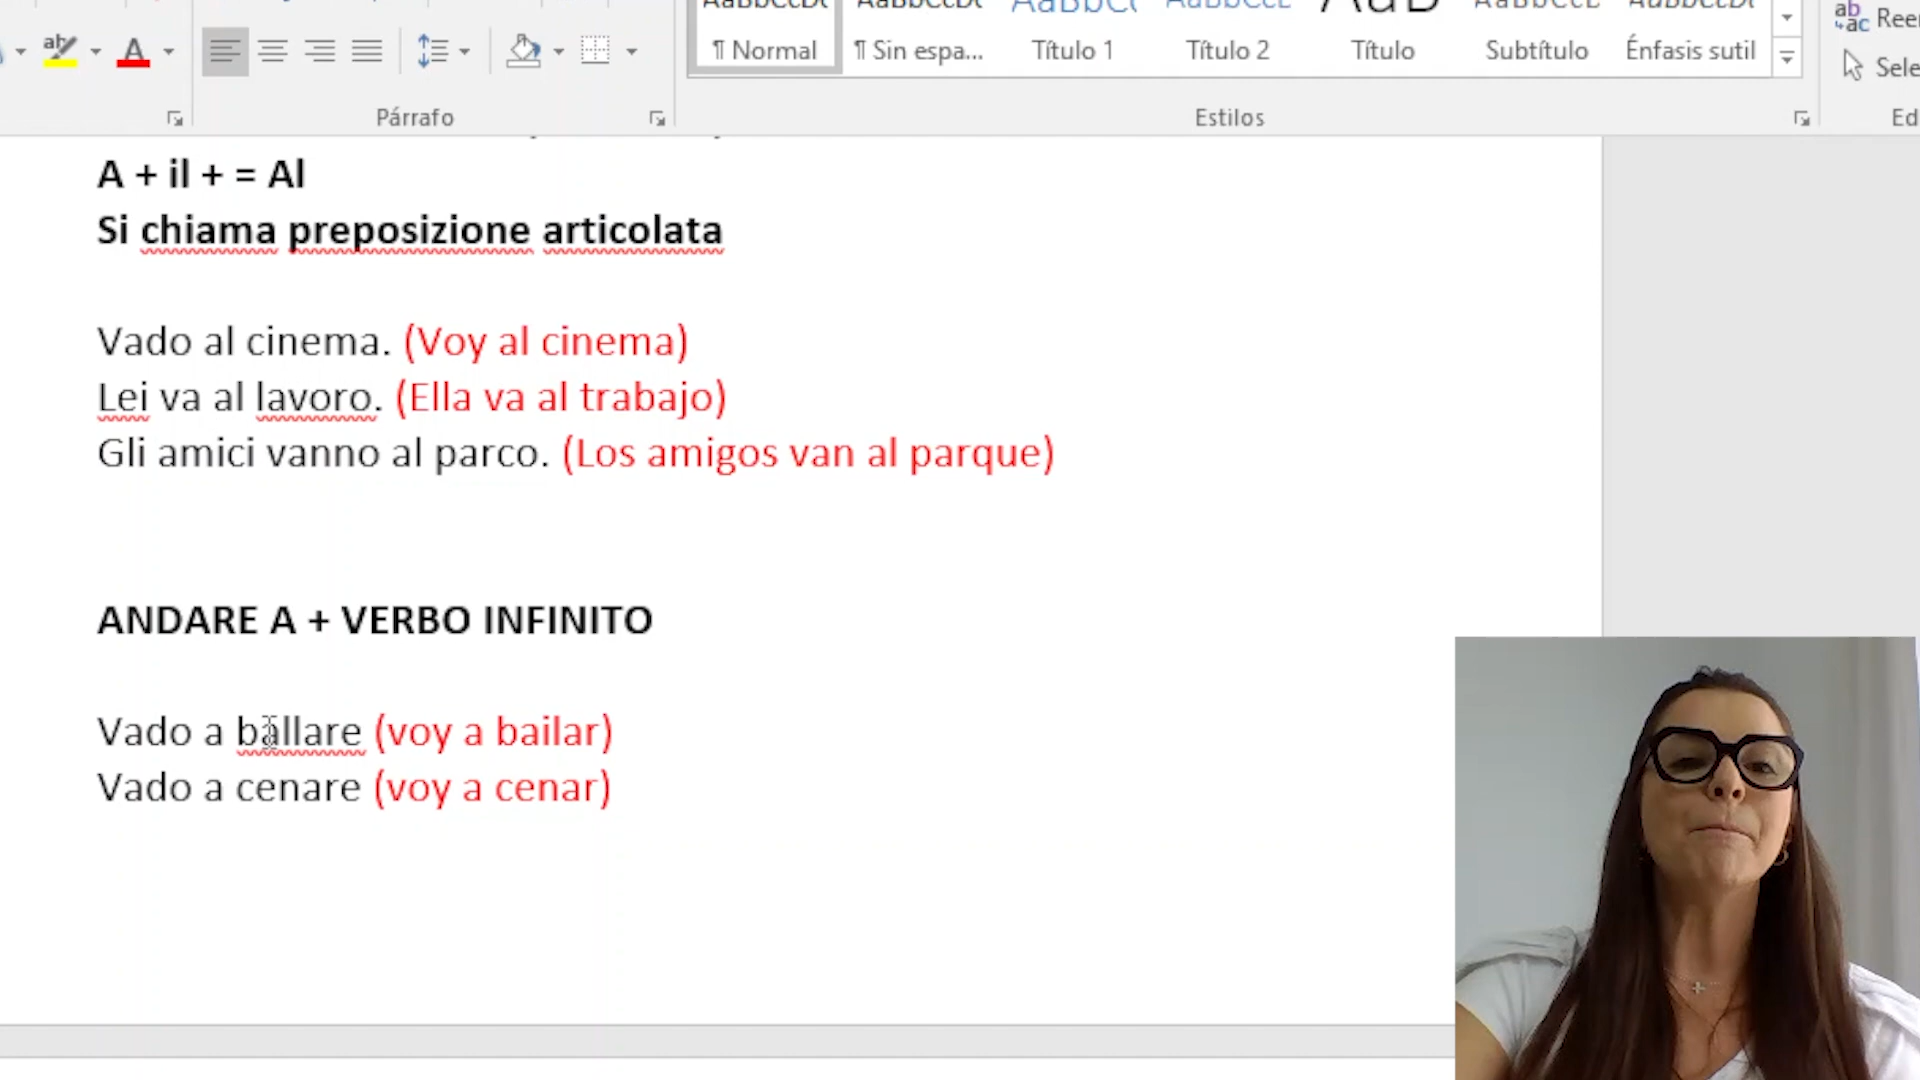 ¶ Normal
¶ Sin espa...
Título 1
Título 2
Título
Subtítulo
Énfasis sutil
Sele
Párrafo
Estilos
A + il + = Al
Si chiama preposizione articolata
Vado al cinema. (Voy al cinema)
Lei va al lavoro. (Ella va al trabajo)
Gli amici vanno al parco. (Los amigos van al parque)
ANDARE A + VERBO INFINITO
Vado a ballare (voy a bailar)
Vado a cenare (voy a cenar)